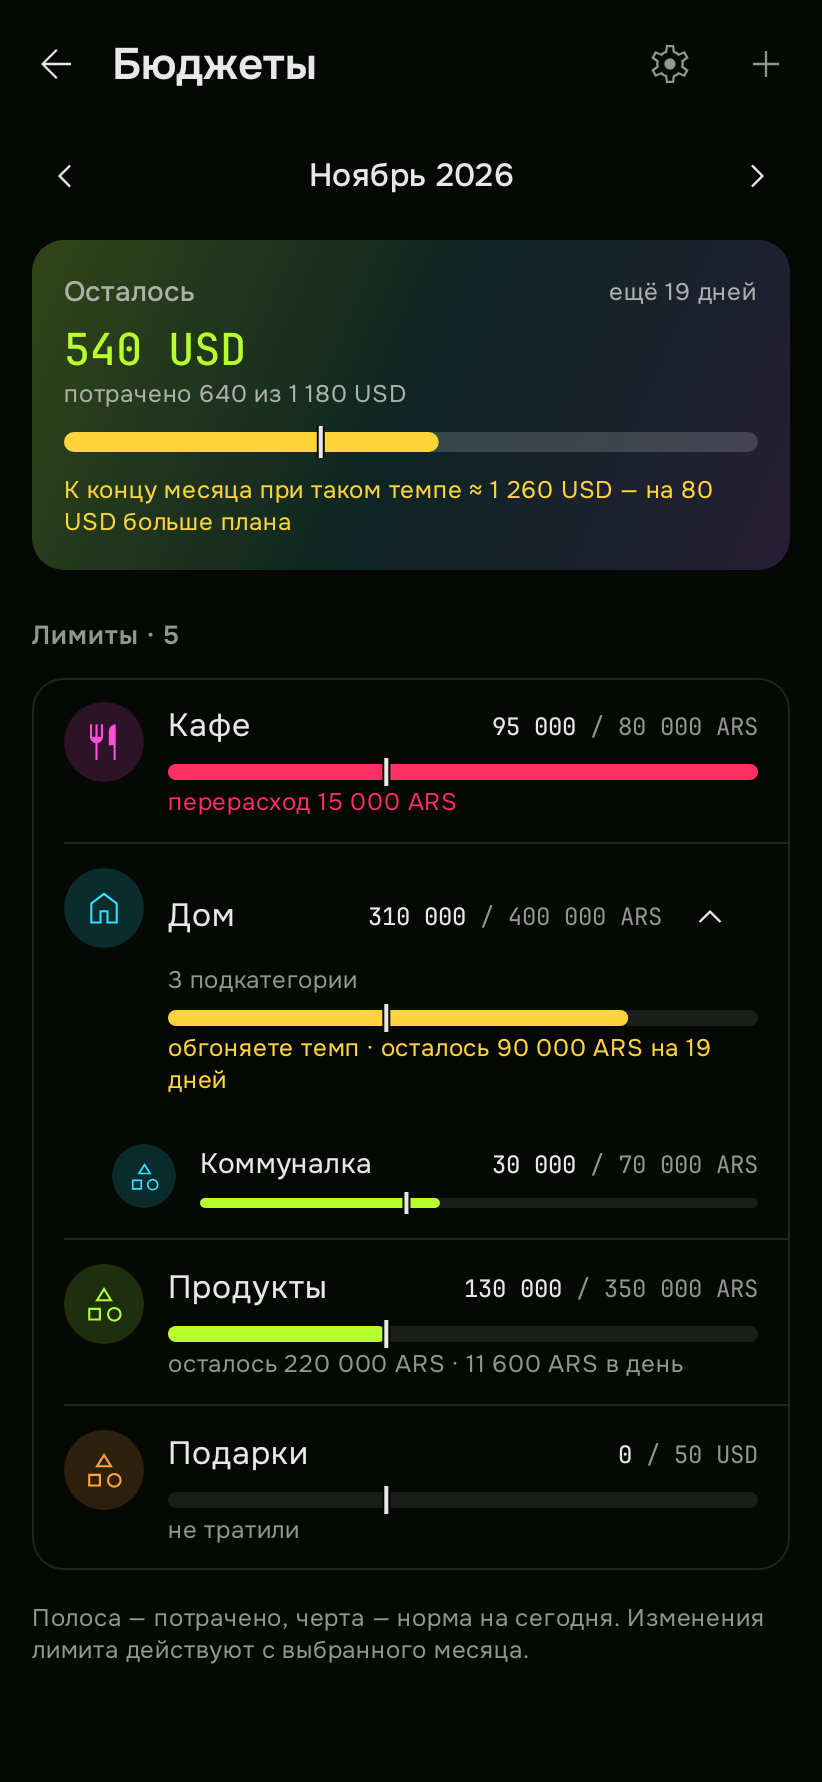 Бюджеты
Ноябрь 2026
Осталось
ещё 19 дней
540 USD
потрачено 640 из 1 180 USD
К концу месяца при таком темпе ≈ 1 260 USD — на 80
USD больше плана
Лимиты · 5
Кафе
95 000 / 80 000 ARS
перерасход 15 000 ARS
Дом
310 000 / 400 000 ARS
3 подкатегории
обгоняете темп · осталось 90 000 ARS на 19
дней
Коммуналка
30 000 / 70 000 ARS
Продукты
130 000 / 350 000 ARS
осталось 220 000 ARS · 11 600 ARS в день
Подарки
0 / 50 USD
не тратили
Полоса — потрачено, черта — норма на сегодня. Изменения
лимита действуют с выбранного месяца.